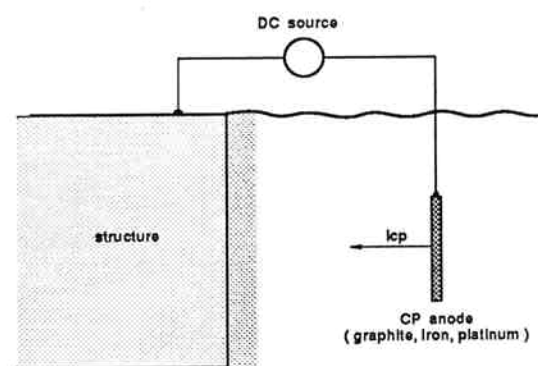 DC source
structure
Icp
CP anode
( graphite, iron, platinum )